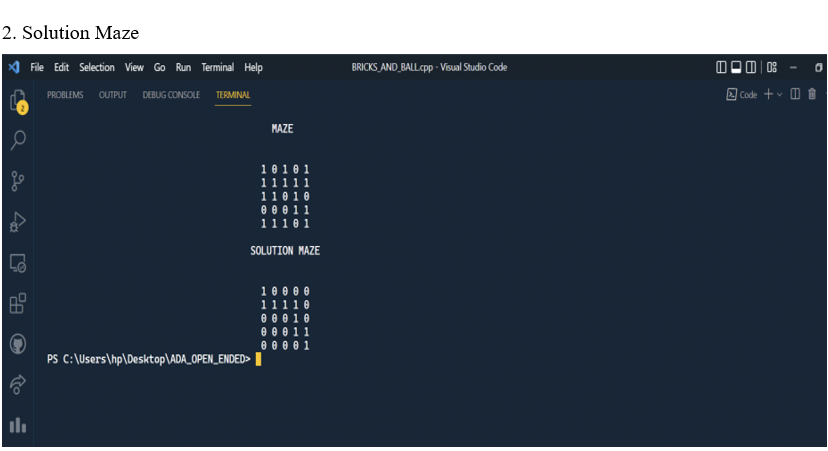 2. Solution Maze
File Edit Selection View Go Run Terminal Help BRICKS_AND_BALL.cpp - Visual Studio Code
PROBLEMS OUTPUT DEBUG CONSOLE TERMINAL Code
2
MAZE
1 0 1 0 1
1 1 1 1 1
1 1 0 1 0
0 0 0 1 1
1 1 1 0 1
SOLUTION MAZE
1 0 0 0 0
1 1 1 1 0
0 0 0 1 0
0 0 0 1 1
0 0 0 0 1
PS C:\Users\hp\Desktop\ADA_OPEN_ENDED>